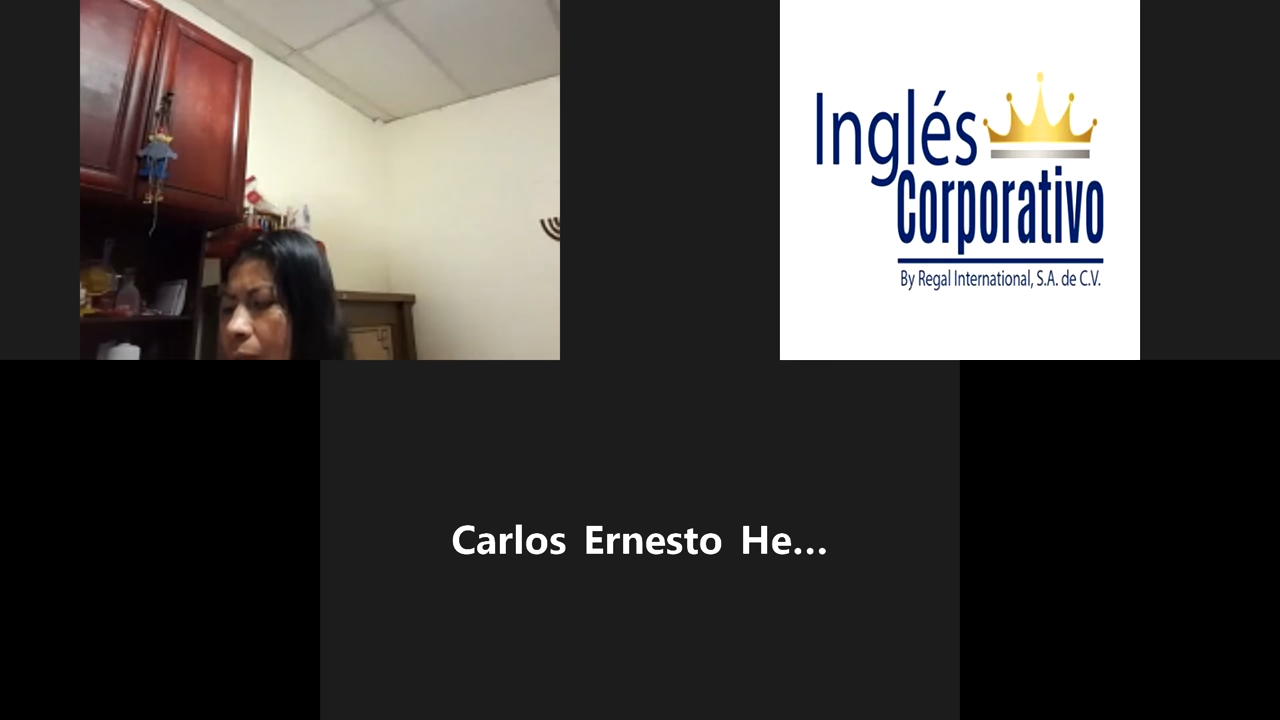 Inglés
Corporativo
By Regal International, S.A. de C.V.
Carlos Ernesto He...